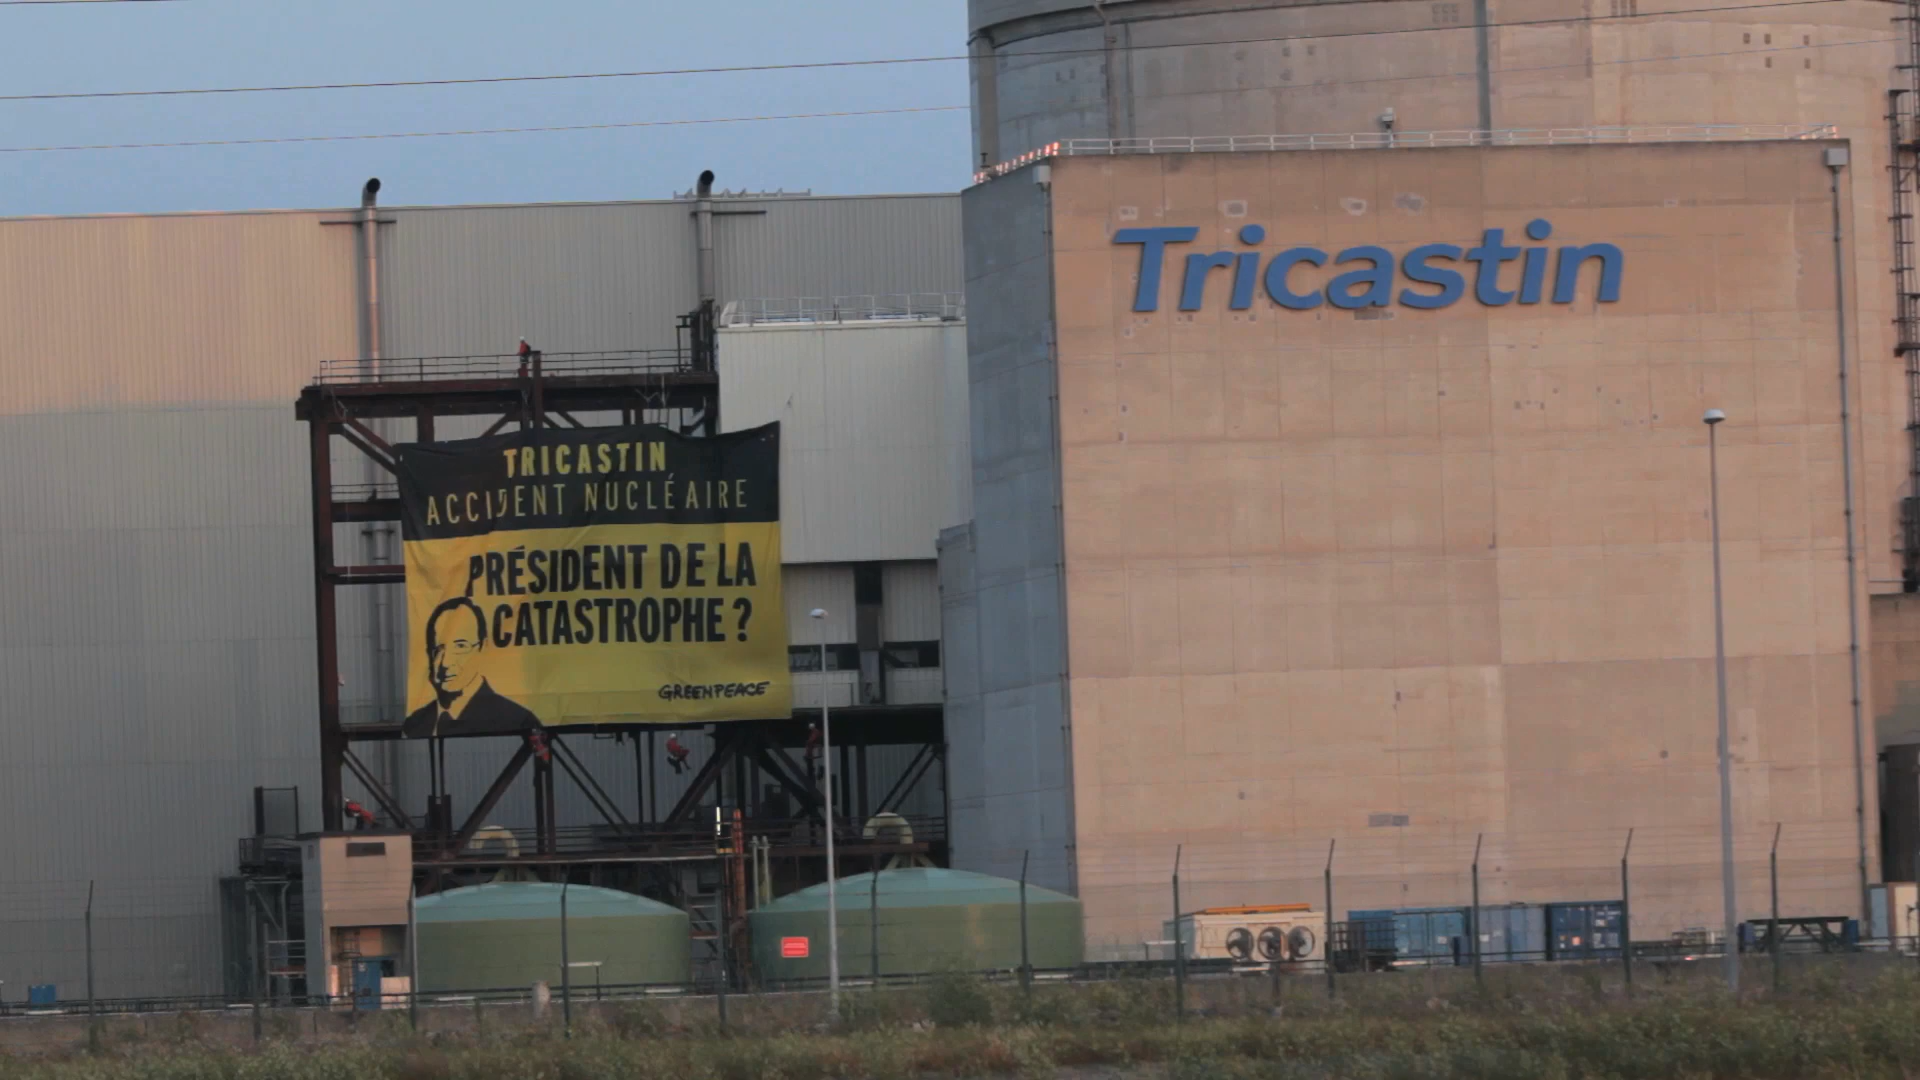 Tricastin
TRICASTIN
ACCIDENT NUCLÉAIRE
PRÉSIDENT DE LA
CATASTROPHE ?
GREENPEACE